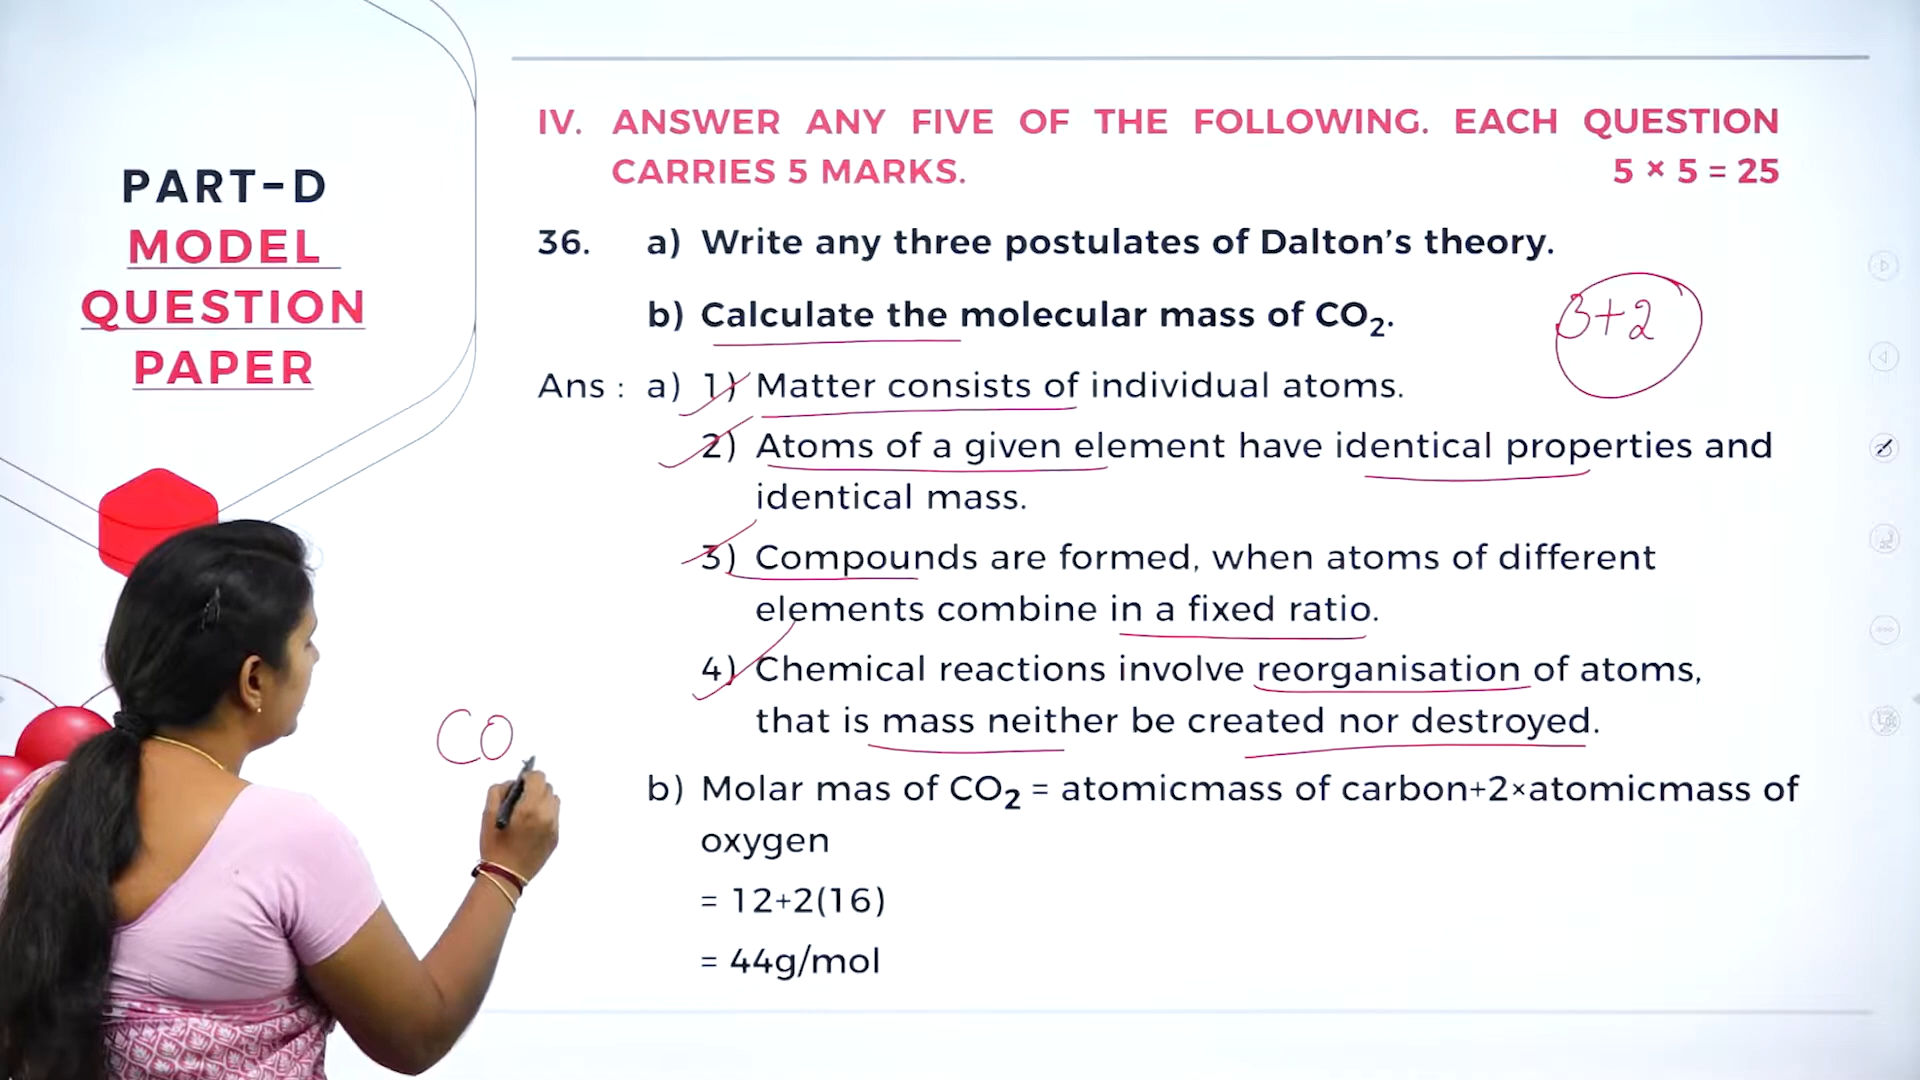 PART-D
MODEL
QUESTION
PAPER
IV. ANSWER ANY FIVE OF THE FOLLOWING. EACH QUESTION
CARRIES 5 MARKS. 5 × 5 = 25
36. a) Write any three postulates of Dalton's theory.
b) Calculate the molecular mass of CO₂.
3+2
Ans : a) 1) Matter consists of individual atoms.
2) Atoms of a given element have identical properties and
identical mass.
3) Compounds are formed, when atoms of different
elements combine in a fixed ratio.
4) Chemical reactions involve reorganisation of atoms,
that is mass neither be created nor destroyed.
CO
b) Molar mas of CO₂ = atomicmass of carbon+2×atomicmass of
oxygen
= 12+2(16)
= 44g/mol